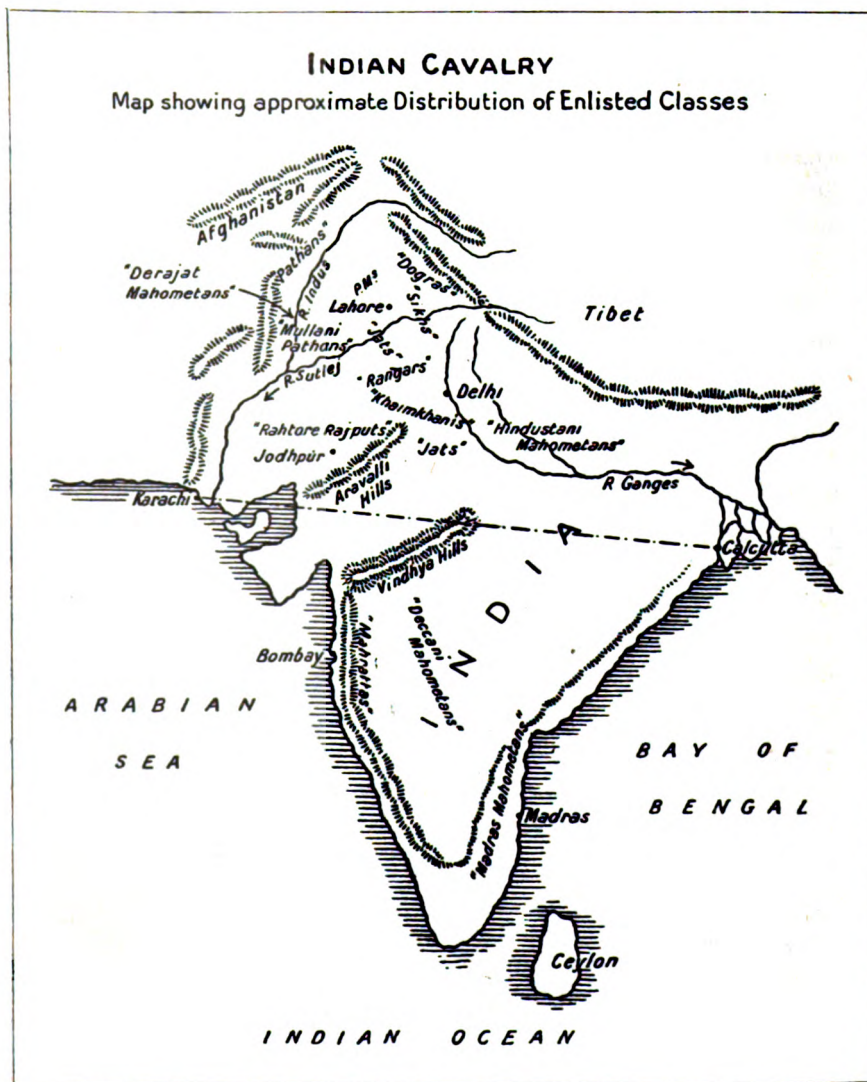 INDIAN CAVALRY
Map showing approximate Distribution of Enlisted Classes
Afghanistan
Pathans"
"Derajat
Mahometans"
R. Indus
P.M.s
"Dogras"
Lahore
"Sikhs"
Tibet
"Mullani
Pathans"
"Jats"
R. Sutlej
"Rangars"
Delhi
"Khaimkhanis"
"Hindustani
Mahometans"
"Rahtore Rajputs"
"Jats"
Jodhpūr
Aravalli
Hills
R Ganges
Karachi
Calcutta
Vindhya Hills
INDIA
"Deccani
Mahometans"
Bombay
"Mahrattas"
ARABIAN
SEA
"Madras Mahometans"
BAY OF
BENGAL
Madras
Ceylon
INDIAN OCEAN